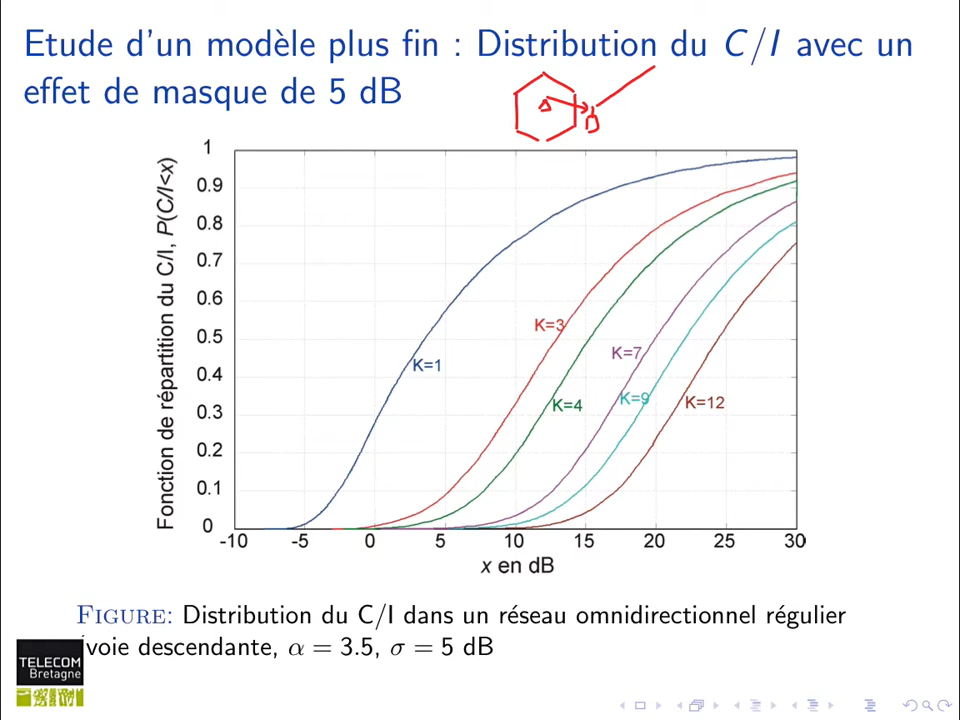 Etude d'un modèle plus fin : Distribution du C/I avec un
effet de masque de 5 dB
Fonction de répartition du C/I, P(C/I<x)
1
0.9
0.8
0.7
0.6
0.5
0.4
0.3
0.2
0.1
0
K=1
K=3
K=4
K=7
K=9
K=12
-10
-5
0
5
10
15
20
25
30
x en dB
FIGURE: Distribution du C/I dans un réseau omnidirectionnel régulier
voie descendante, α = 3.5, σ = 5 dB
TELECOM
Bretagne